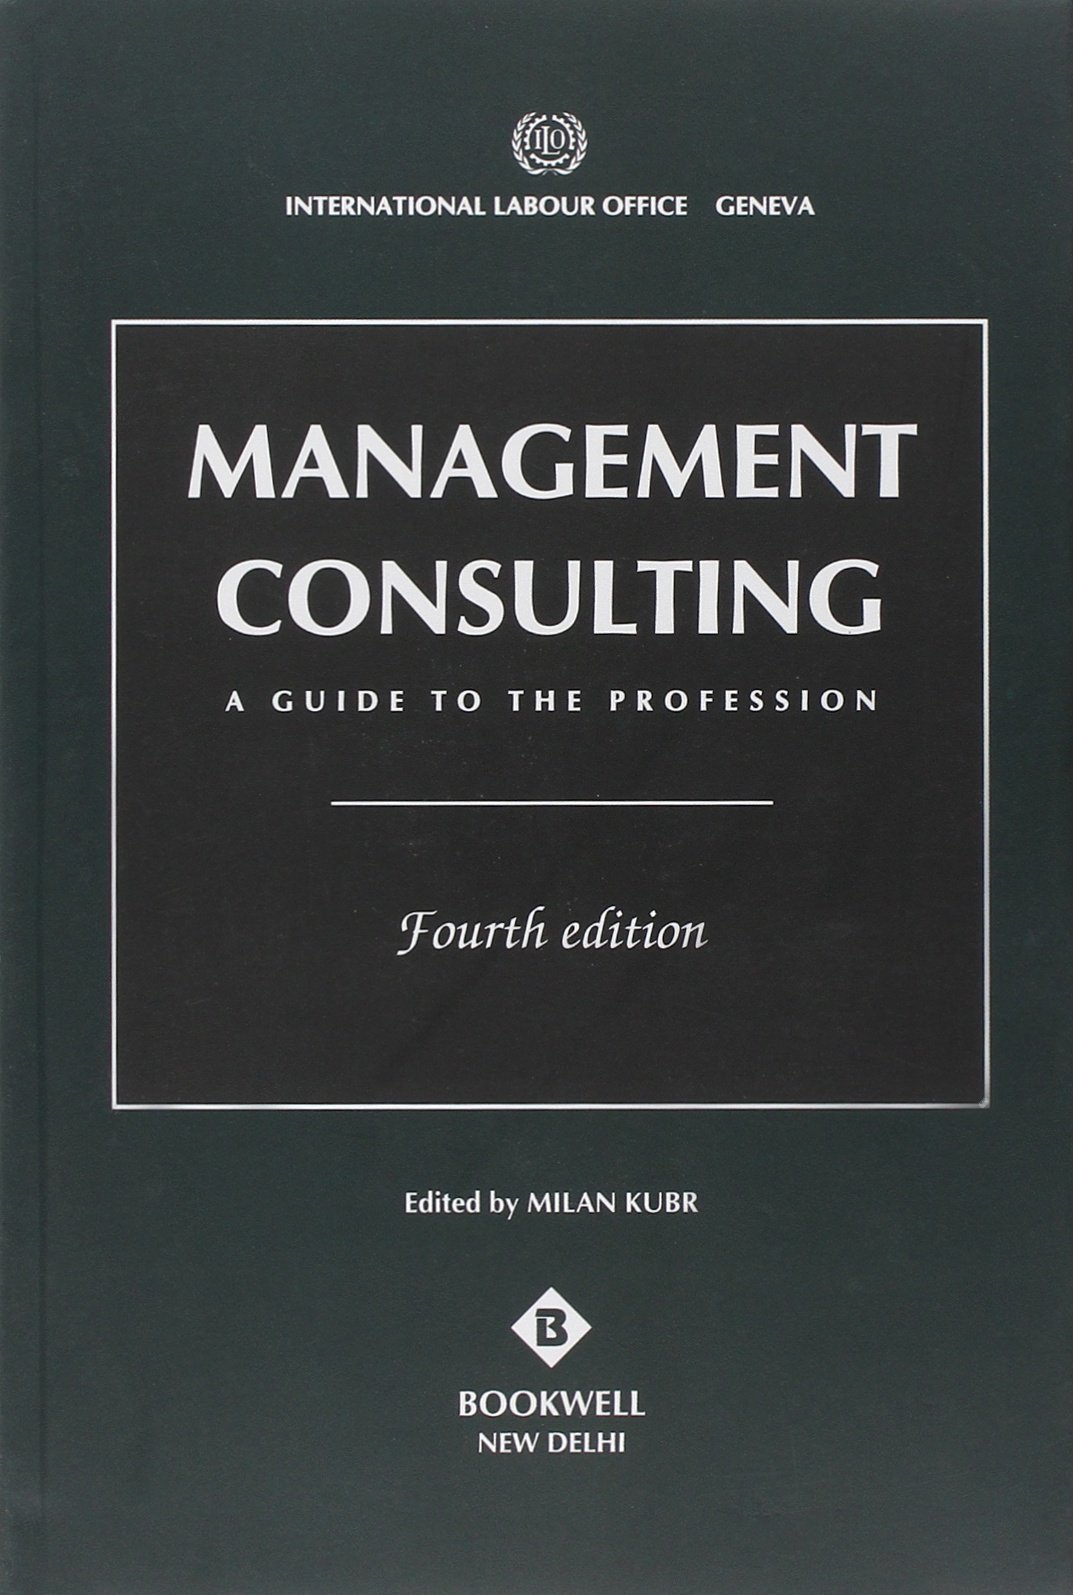 ILO
INTERNATIONAL LABOUR OFFICE GENEVA
MANAGEMENT
CONSULTING
A GUIDE TO THE PROFESSION
Fourth edition
Edited by MILAN KUBR
B
BOOKWELL
NEW DELHI